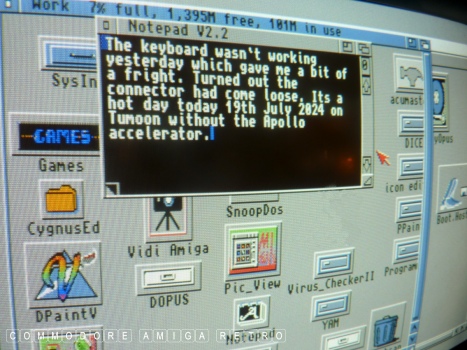 Work 7% full, 1,395M free, 101M in use
Notepad V2.2
The keyboard wasn't working
yesterday which gave me a bit of
a fright. Turned out the
connector had come loose. Its a
hot day today 19th July 2024 on
Tumoon without the Apollo
accelerator.
SysIn
GAMES
Games
CygnusEd
DPaintV
Vidi Amiga
DOPUS
SnoopDos
Pic_View
Notepad
Virus_CheckerII
YAM
acumast
DICE
icon edi
PPain
Program
Boot.Hos
COMMODORE AMIGA RETRO